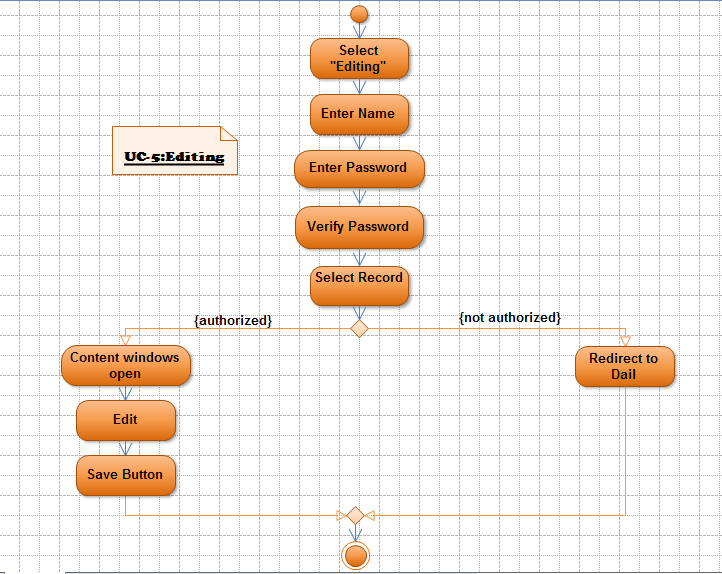 Select
"Editing"
Enter Name
UC-5:Editing
Enter Password
Verify Password
Select Record
{authorized}
{not authorized}
Content windows
open
Redirect to
Dail
Edit
Save Button